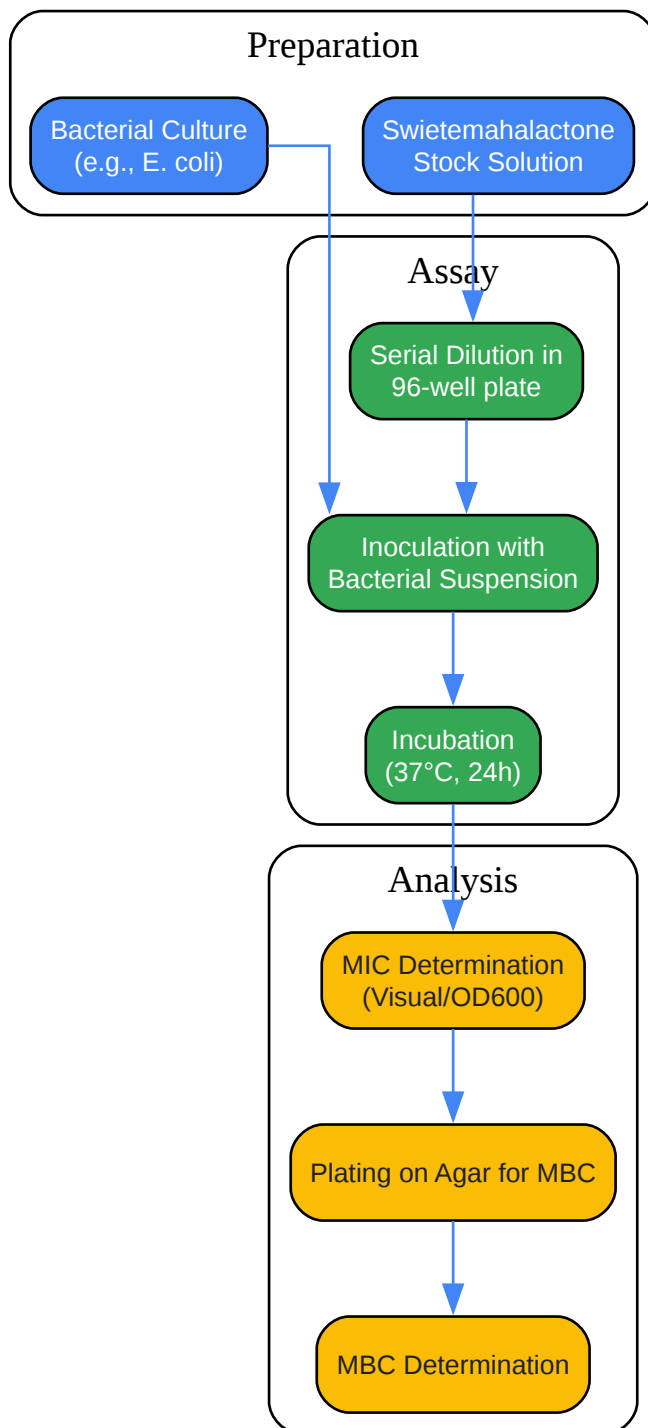 Preparation
Bacterial Culture
(e.g., E. coli)
Swietemahalactone
Stock Solution
Assay
Serial Dilution in
96-well plate
Inoculation with
Bacterial Suspension
Incubation
(37°C, 24h)
Analysis
MIC Determination
(Visual/OD600)
Plating on Agar for MBC
MBC Determination